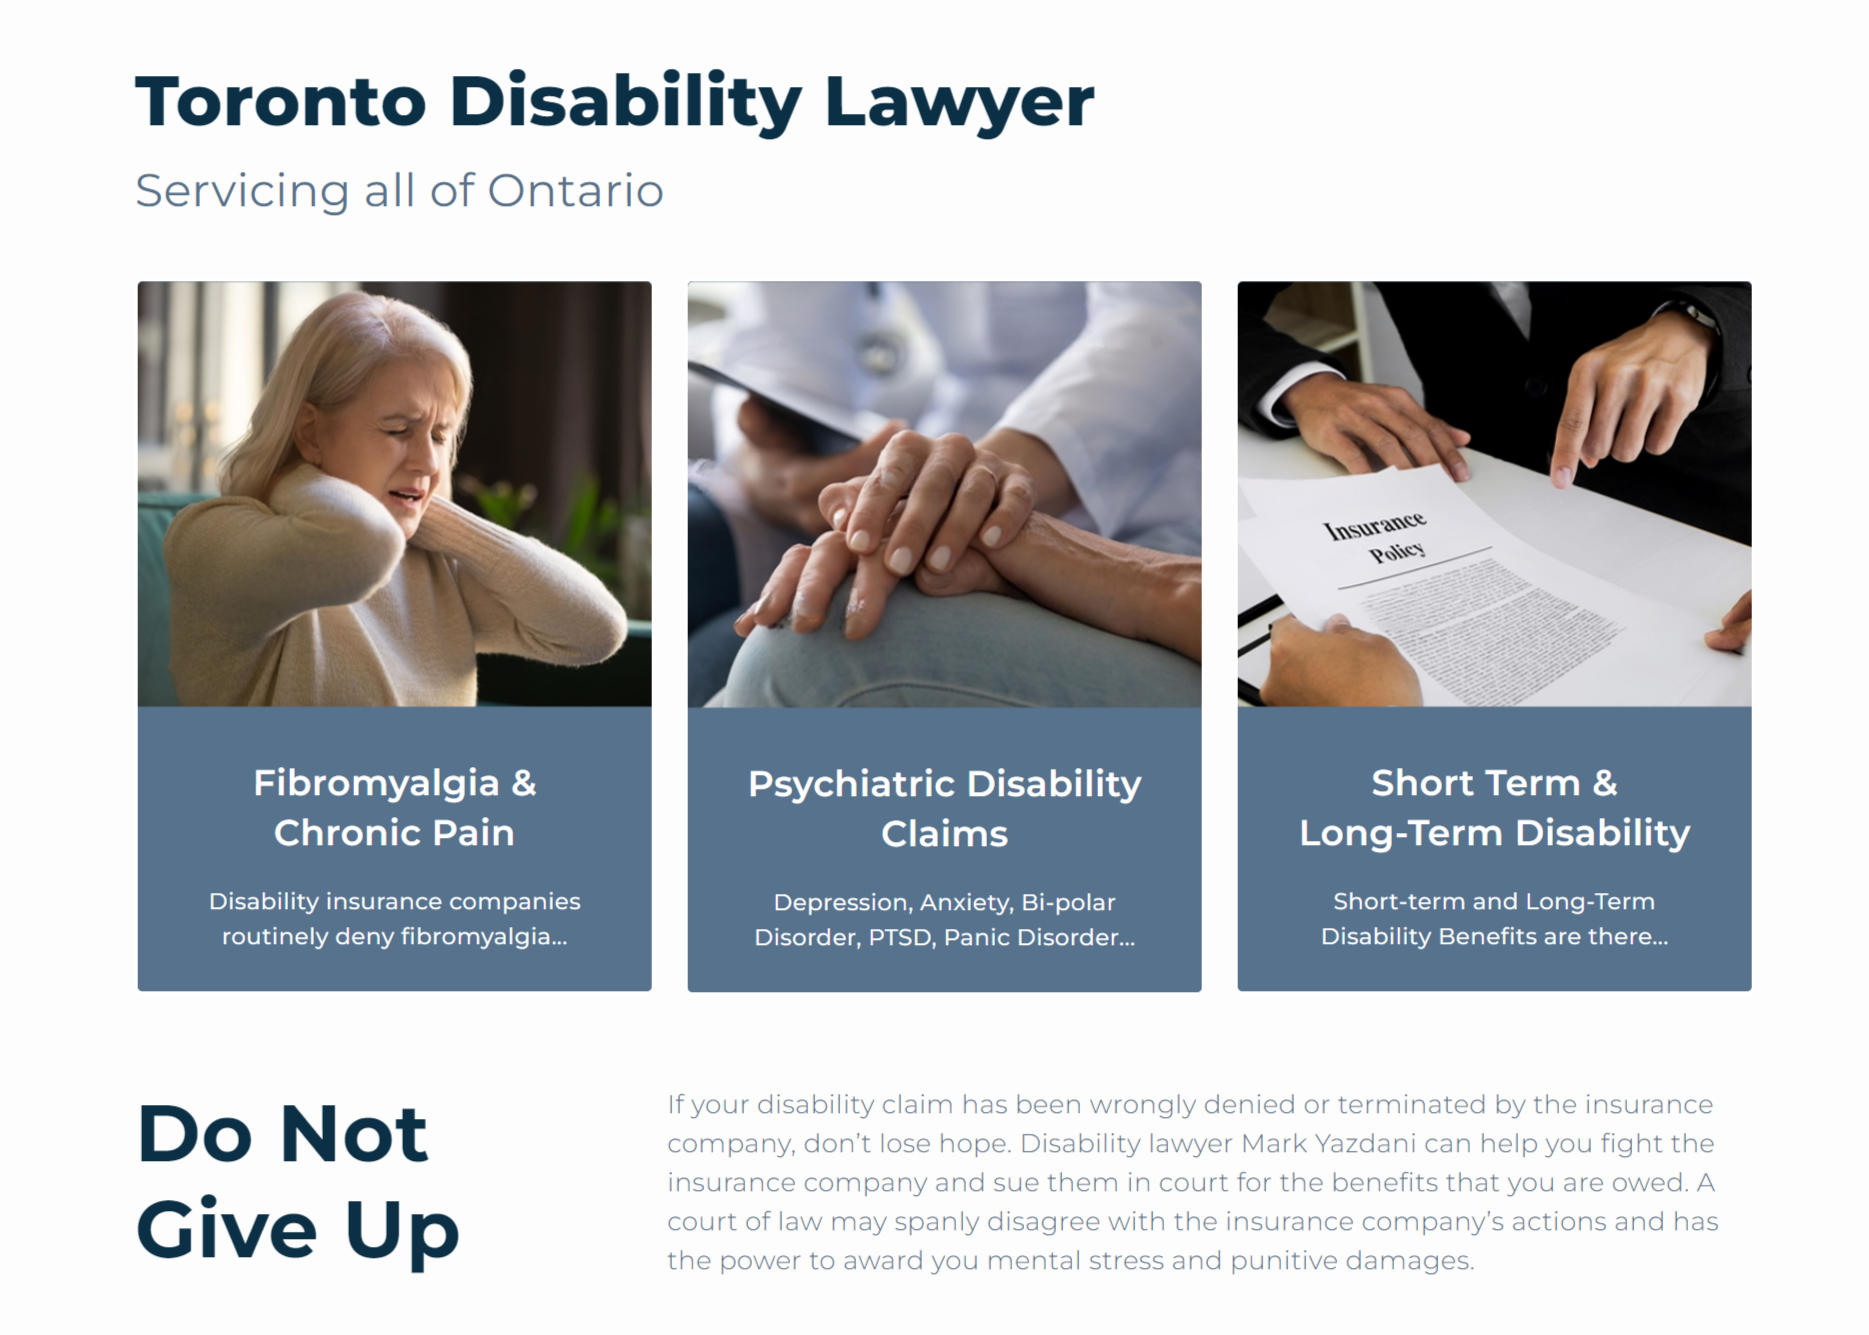 Toronto Disability Lawyer
Servicing all of Ontario
Insurance
Policy
Fibromyalgia &
Chronic Pain
Disability insurance companies
routinely deny fibromyalgia...
Psychiatric Disability
Claims
Depression, Anxiety, Bi-polar
Disorder, PTSD, Panic Disorder...
Short Term &
Long-Term Disability
Short-term and Long-Term
Disability Benefits are there...
Do Not
Give Up
If your disability claim has been wrongly denied or terminated by the insurance
company, don’t lose hope. Disability lawyer Mark Yazdani can help you fight the
insurance company and sue them in court for the benefits that you are owed. A
court of law may spanly disagree with the insurance company’s actions and has
the power to award you mental stress and punitive damages.